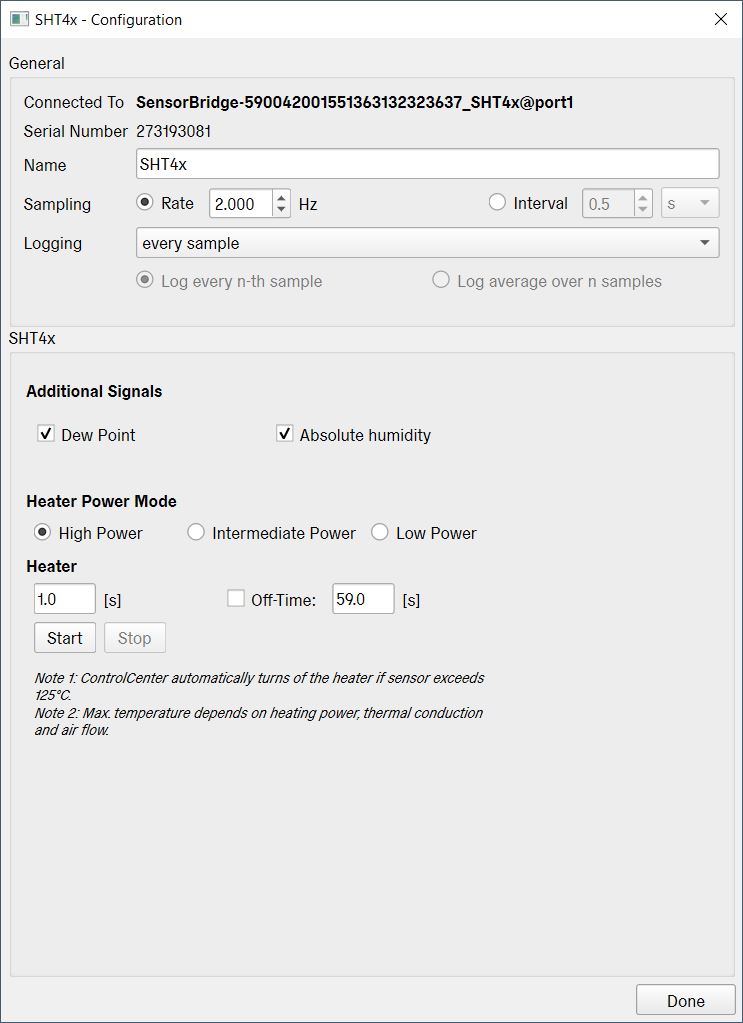 SHT4x - Configuration
General
Connected To SensorBridge-590042001551363132323637_SHT4x@port1
Serial Number 273193081
Name SHT4x
Sampling Rate 2.000 Hz Interval 0.5 s
Logging every sample
Log every n-th sample Log average over n samples
SHT4x
Additional Signals
Dew Point Absolute humidity
Heater Power Mode
High Power Intermediate Power Low Power
Heater
1.0 [s] Off-Time: 59.0 [s]
Start Stop
Note 1: ControlCenter automatically turns of the heater if sensor exceeds
125°C.
Note 2: Max. temperature depends on heating power, thermal conduction
and air flow.
Done